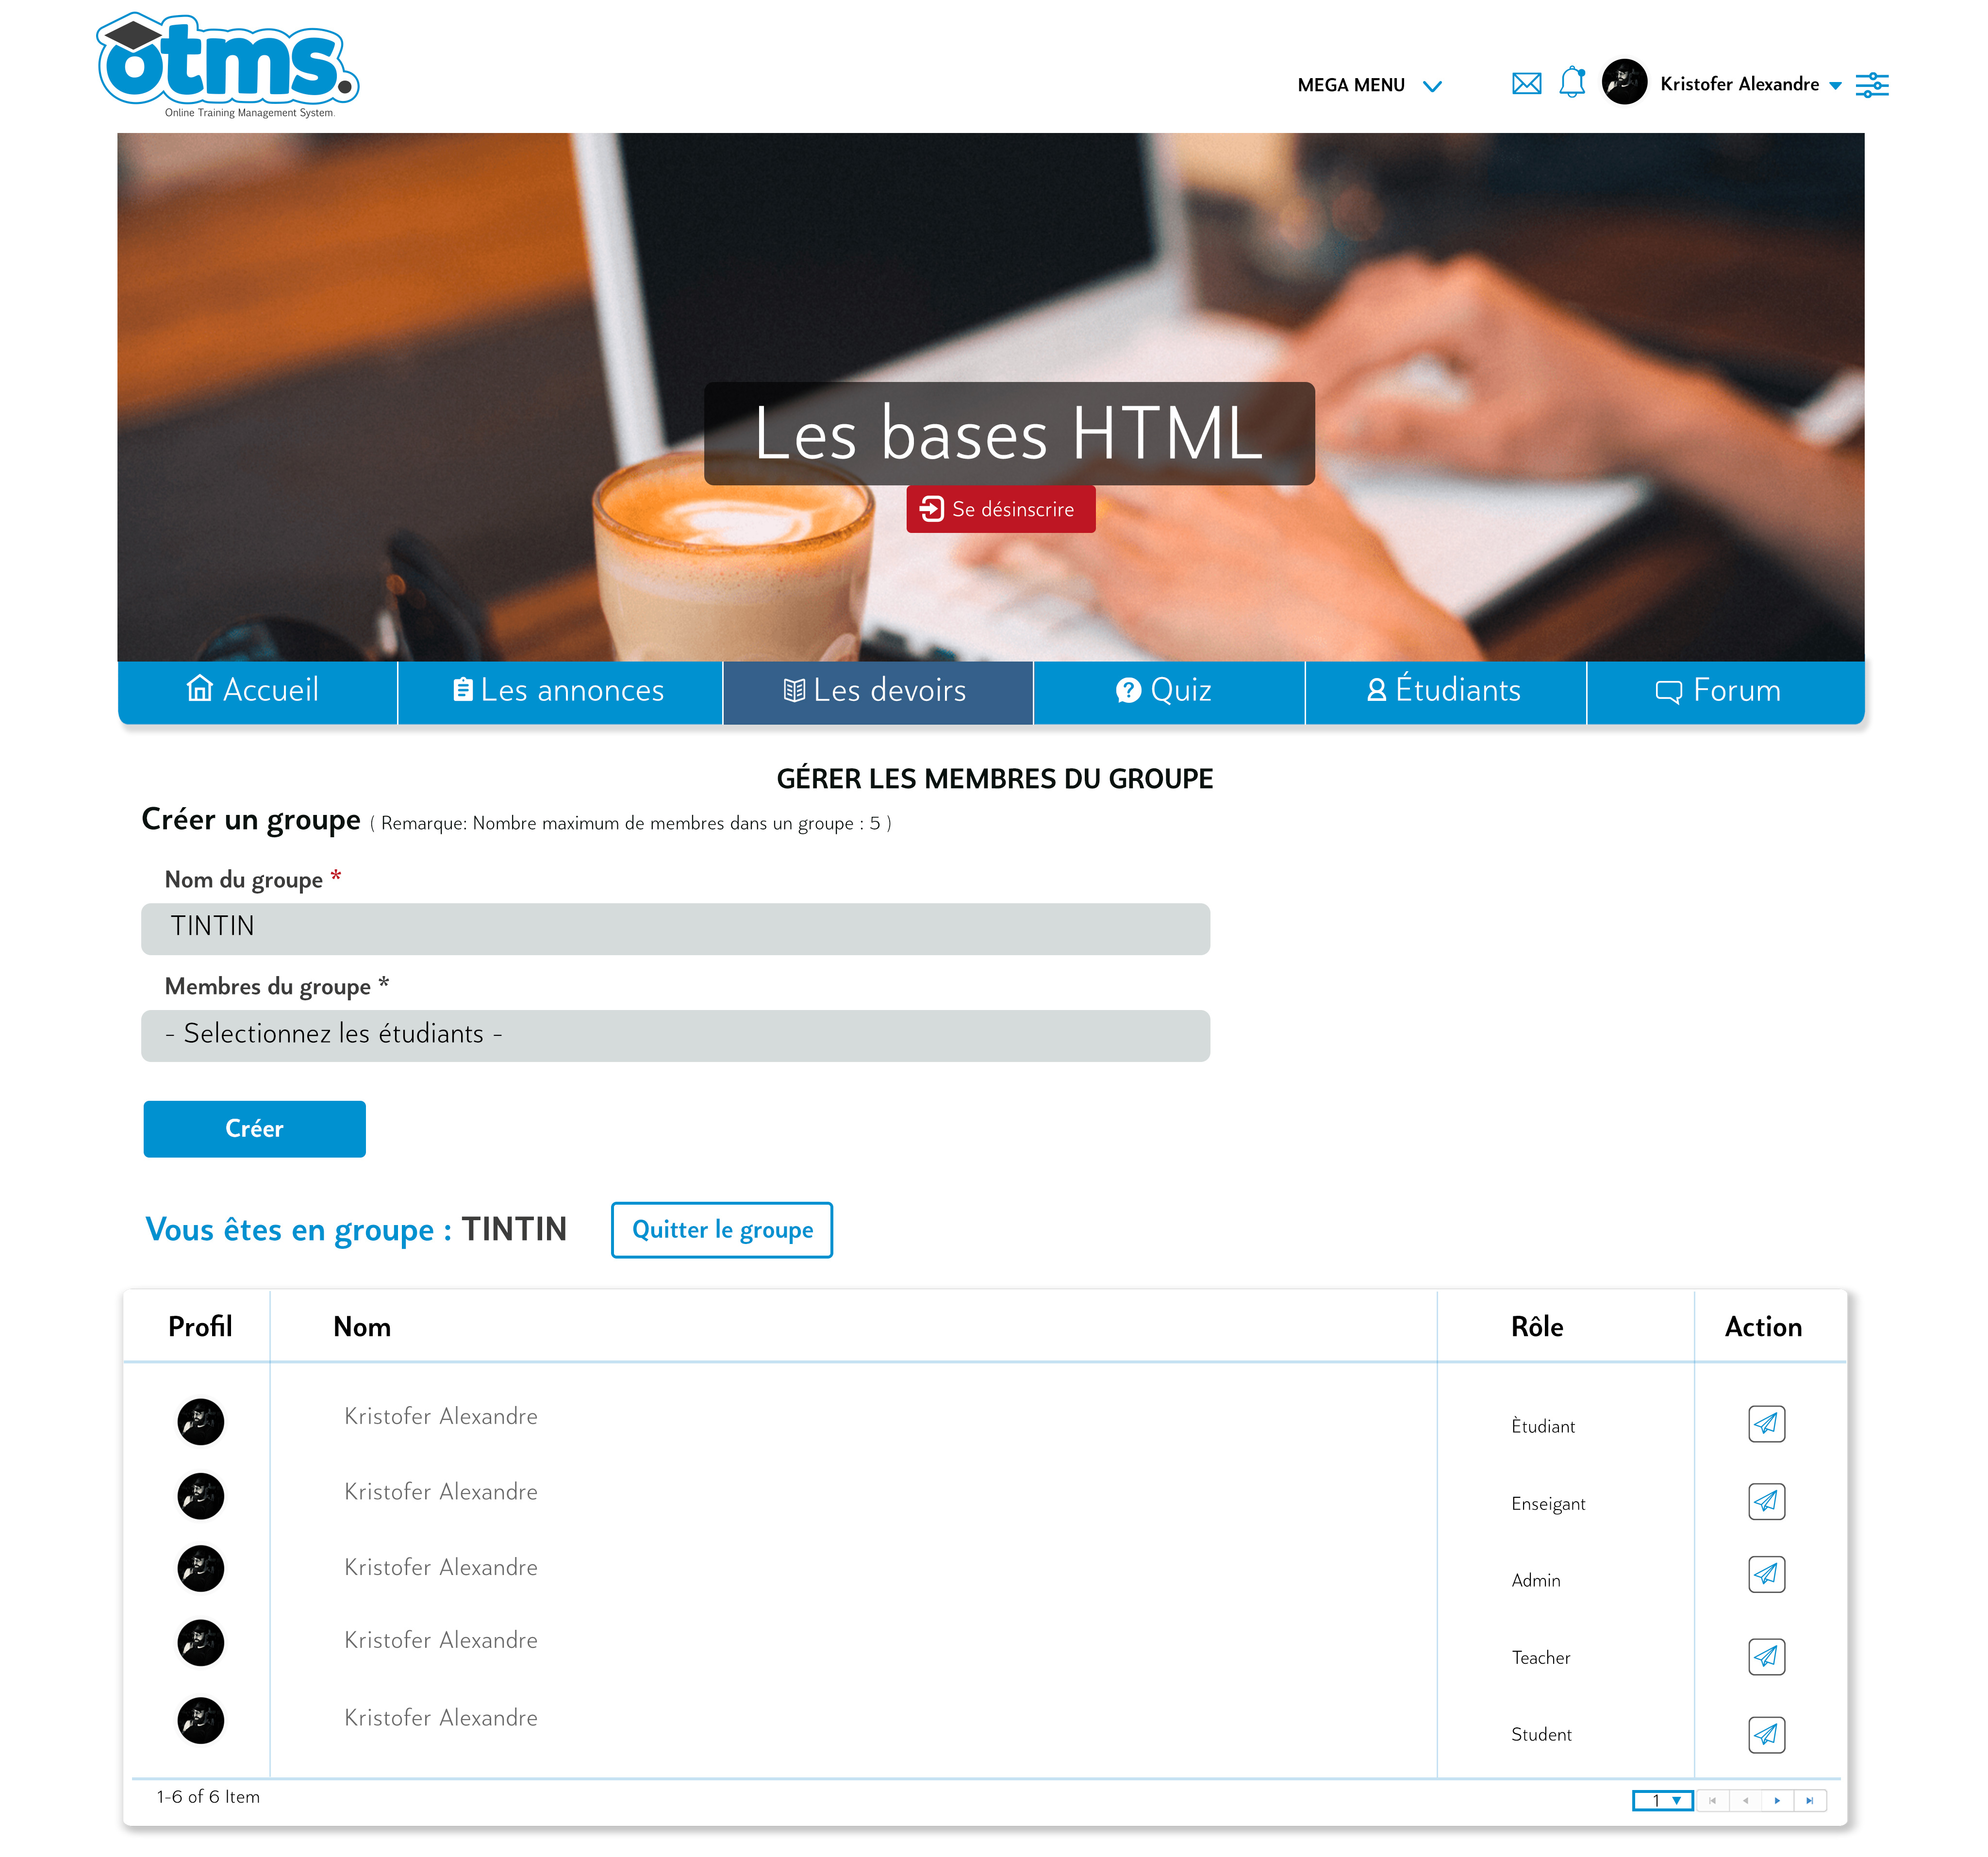 otms.
Online Training Management System.
MEGA MENU
Kristofer Alexandre
Les bases HTML
Se désinscrire
Accueil
Les annonces
Les devoirs
Quiz
Étudiants
Forum
GÉRER LES MEMBRES DU GROUPE
Créer un groupe ( Remarque: Nombre maximum de membres dans un groupe : 5 )
Nom du groupe *
TINTIN
Membres du groupe *
- Selectionnez les étudiants -
Créer
Vous êtes en groupe : TINTIN
Quitter le groupe
Profil Nom Rôle Action
Kristofer Alexandre Ètudiant
Kristofer Alexandre Enseigant
Kristofer Alexandre Admin
Kristofer Alexandre Teacher
Kristofer Alexandre Student
1-6 of 6 Item
1